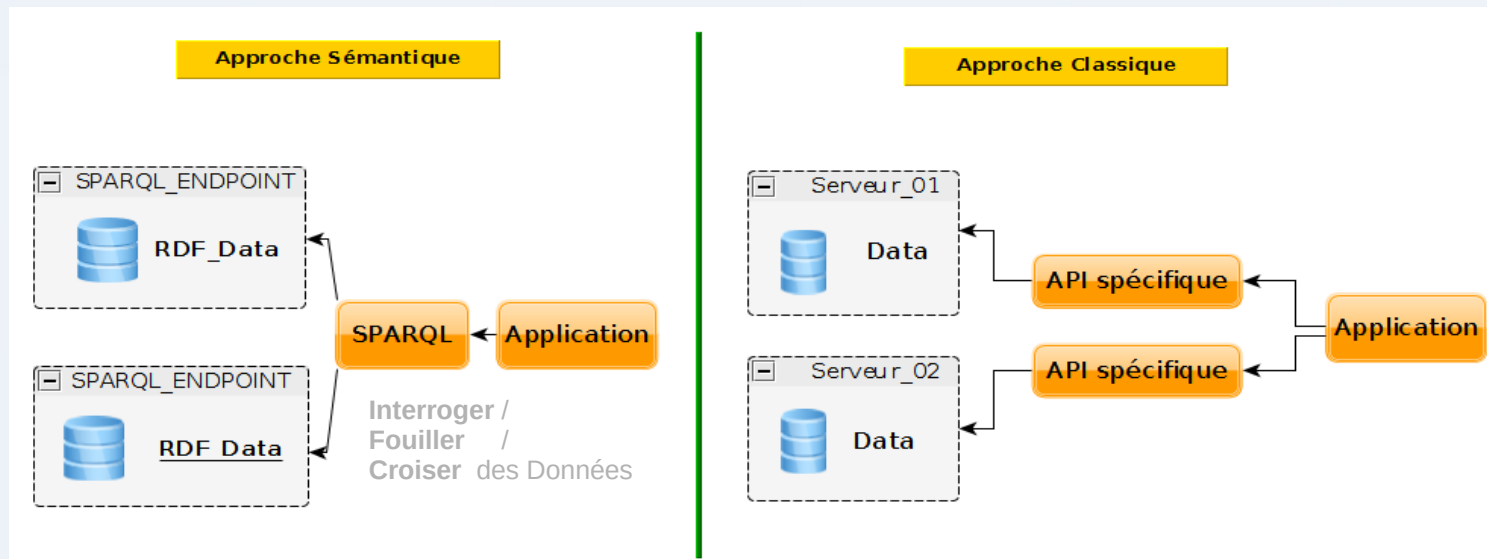 Approche Sémantique
SPARQL_ENDPOINT
RDF_Data
SPARQL_ENDPOINT
RDF_Data
SPARQL
Application
Interroger /
Fouiller /
Croiser des Données
Approche Classique
Serveur_01
Data
API spécifique
Serveur_02
Data
API spécifique
Application